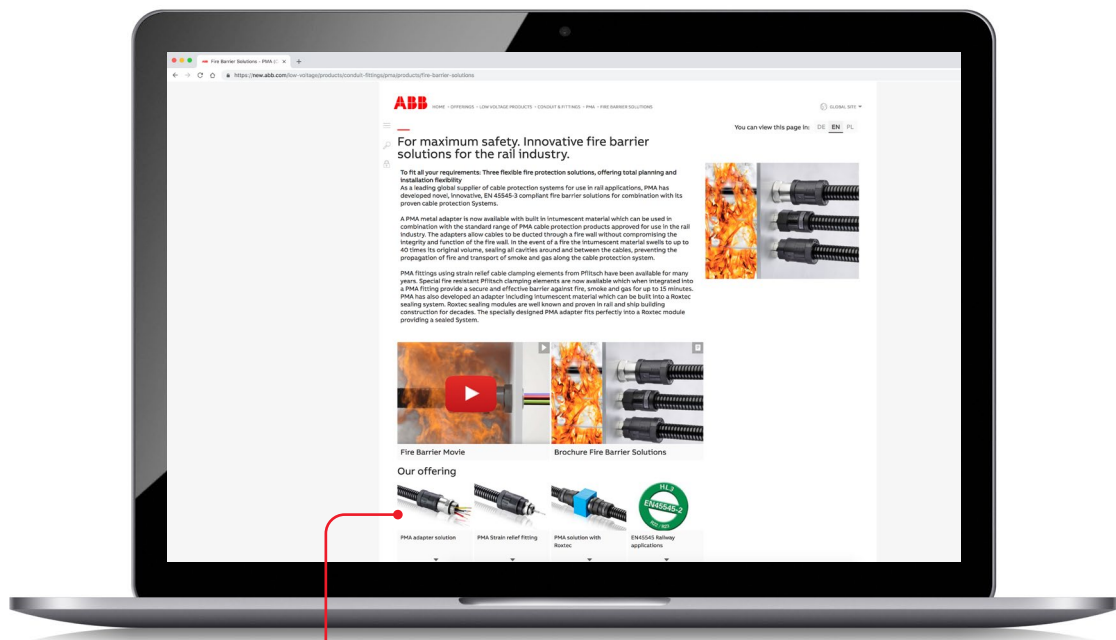 Fire Barrier Solutions - PMA (C
https://new.abb.com/low-voltage/products/conduit-fittings/pma/products/fire-barrier-solutions
ABB
HOME › OFFERINGS › LOW VOLTAGE PRODUCTS › CONDUIT & FITTINGS › PMA › FIRE BARRIER SOLUTIONS
GLOBAL SITE
You can view this page in: DE EN PL
For maximum safety. Innovative fire barrier
solutions for the rail industry.
To fit all your requirements: Three flexible fire protection solutions, offering total planning and
installation flexibility
As a leading global supplier of cable protection systems for use in rail applications, PMA has
developed novel, innovative, EN 45545-3 compliant fire barrier solutions for combination with its
proven cable protection Systems.
A PMA metal adapter is now available with built in intumescent material which can be used in
combination with the standard range of PMA cable protection products approved for use in the rail
industry. The adapters allow cables to be ducted through a fire wall without compromising the
integrity and function of the fire wall. In the event of a fire the intumescent material swells to up to
40 times its original volume, sealing all cavities around and between the cables, preventing the
propagation of fire and transport of smoke and gas along the cable protection system.
PMA fittings using strain relief cable clamping elements from Pflitsch have been available for many
years. Special fire resistant Pflitsch clamping elements are now available which when integrated into
a PMA fitting provide a secure and effective barrier against fire, smoke and gas for up to 15 minutes.
PMA has also developed an adapter including intumescent material which can be built into a Roxtec
sealing system. Roxtec sealing modules are well known and proven in rail and ship building
construction for decades. The specially designed PMA adapter fits perfectly into a Roxtec module
providing a sealed System.
Fire Barrier Movie
Brochure Fire Barrier Solutions
Our offering
HL3
EN45545-2
R22 / R23
PMA adapter solution
PMA Strain relief Fitting
PMA solution with
Roxtec
EN45545 Railway
applications